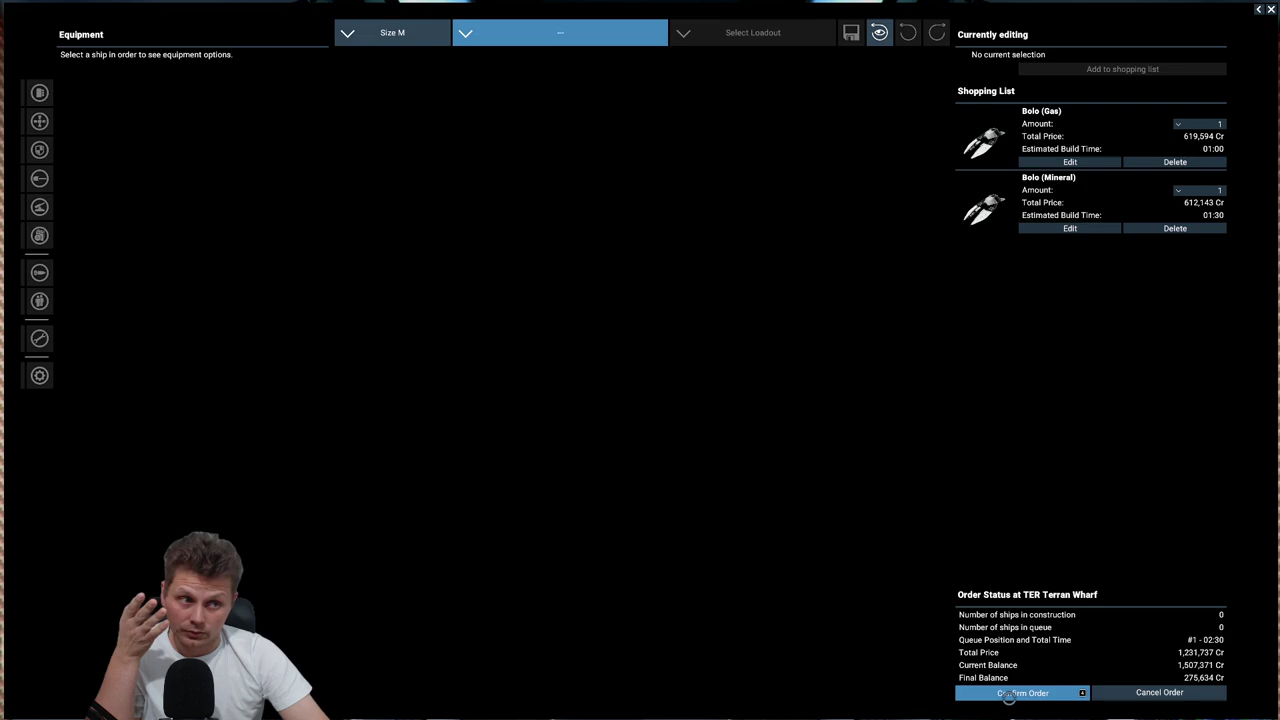 Equipment
Select a ship in order to see equipment options.
Size M
---
Select Loadout
Currently editing
No current selection
Add to shopping list
Shopping List
Bolo (Gas)
Amount: 1
Total Price: 619,594 Cr
Estimated Build Time: 01:00
Edit Delete
Bolo (Mineral)
Amount: 1
Total Price: 612,143 Cr
Estimated Build Time: 01:30
Edit Delete
Order Status at TER Terran Wharf
Number of ships in construction 0
Number of ships in queue 0
Queue Position and Total Time #1 - 02:30
Total Price 1,231,737 Cr
Current Balance 1,507,371 Cr
Final Balance 275,634 Cr
Confirm Order Cancel Order